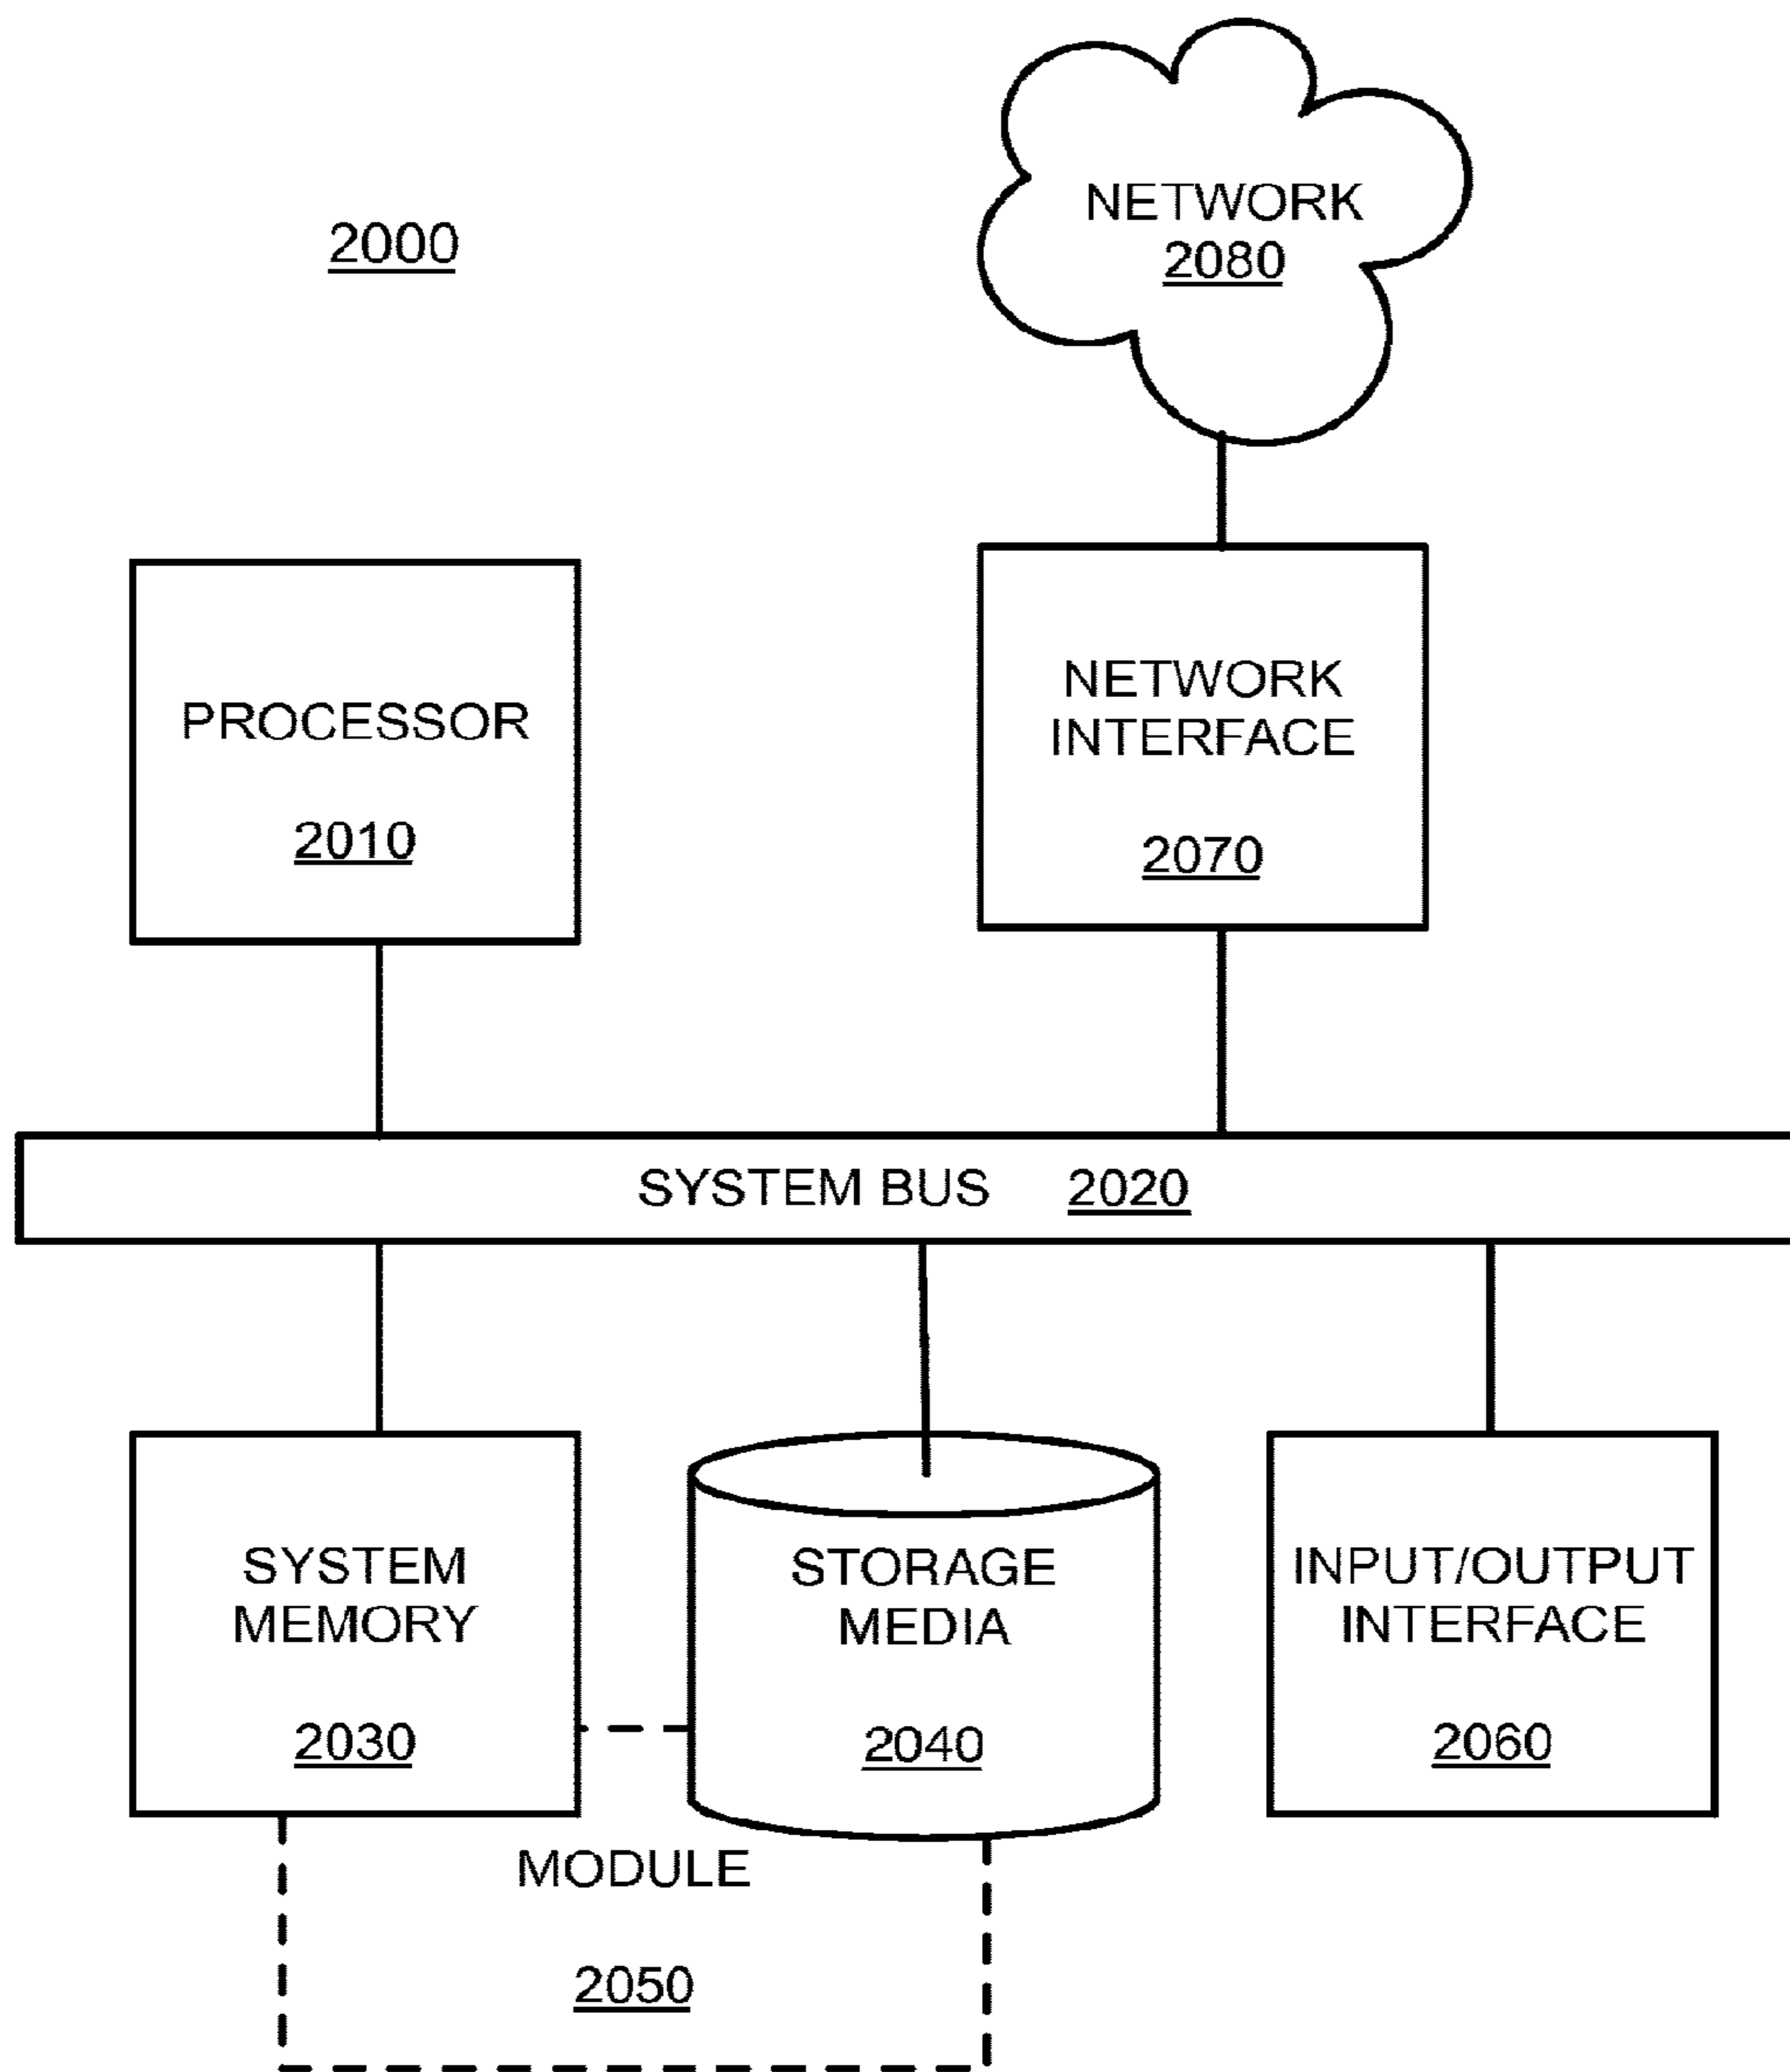 2000
NETWORK
2080
PROCESSOR
2010
NETWORK
INTERFACE
2070
SYSTEM BUS 2020
SYSTEM
MEMORY
2030
STORAGE
MEDIA
2040
INPUT/OUTPUT
INTERFACE
2060
MODULE
2050